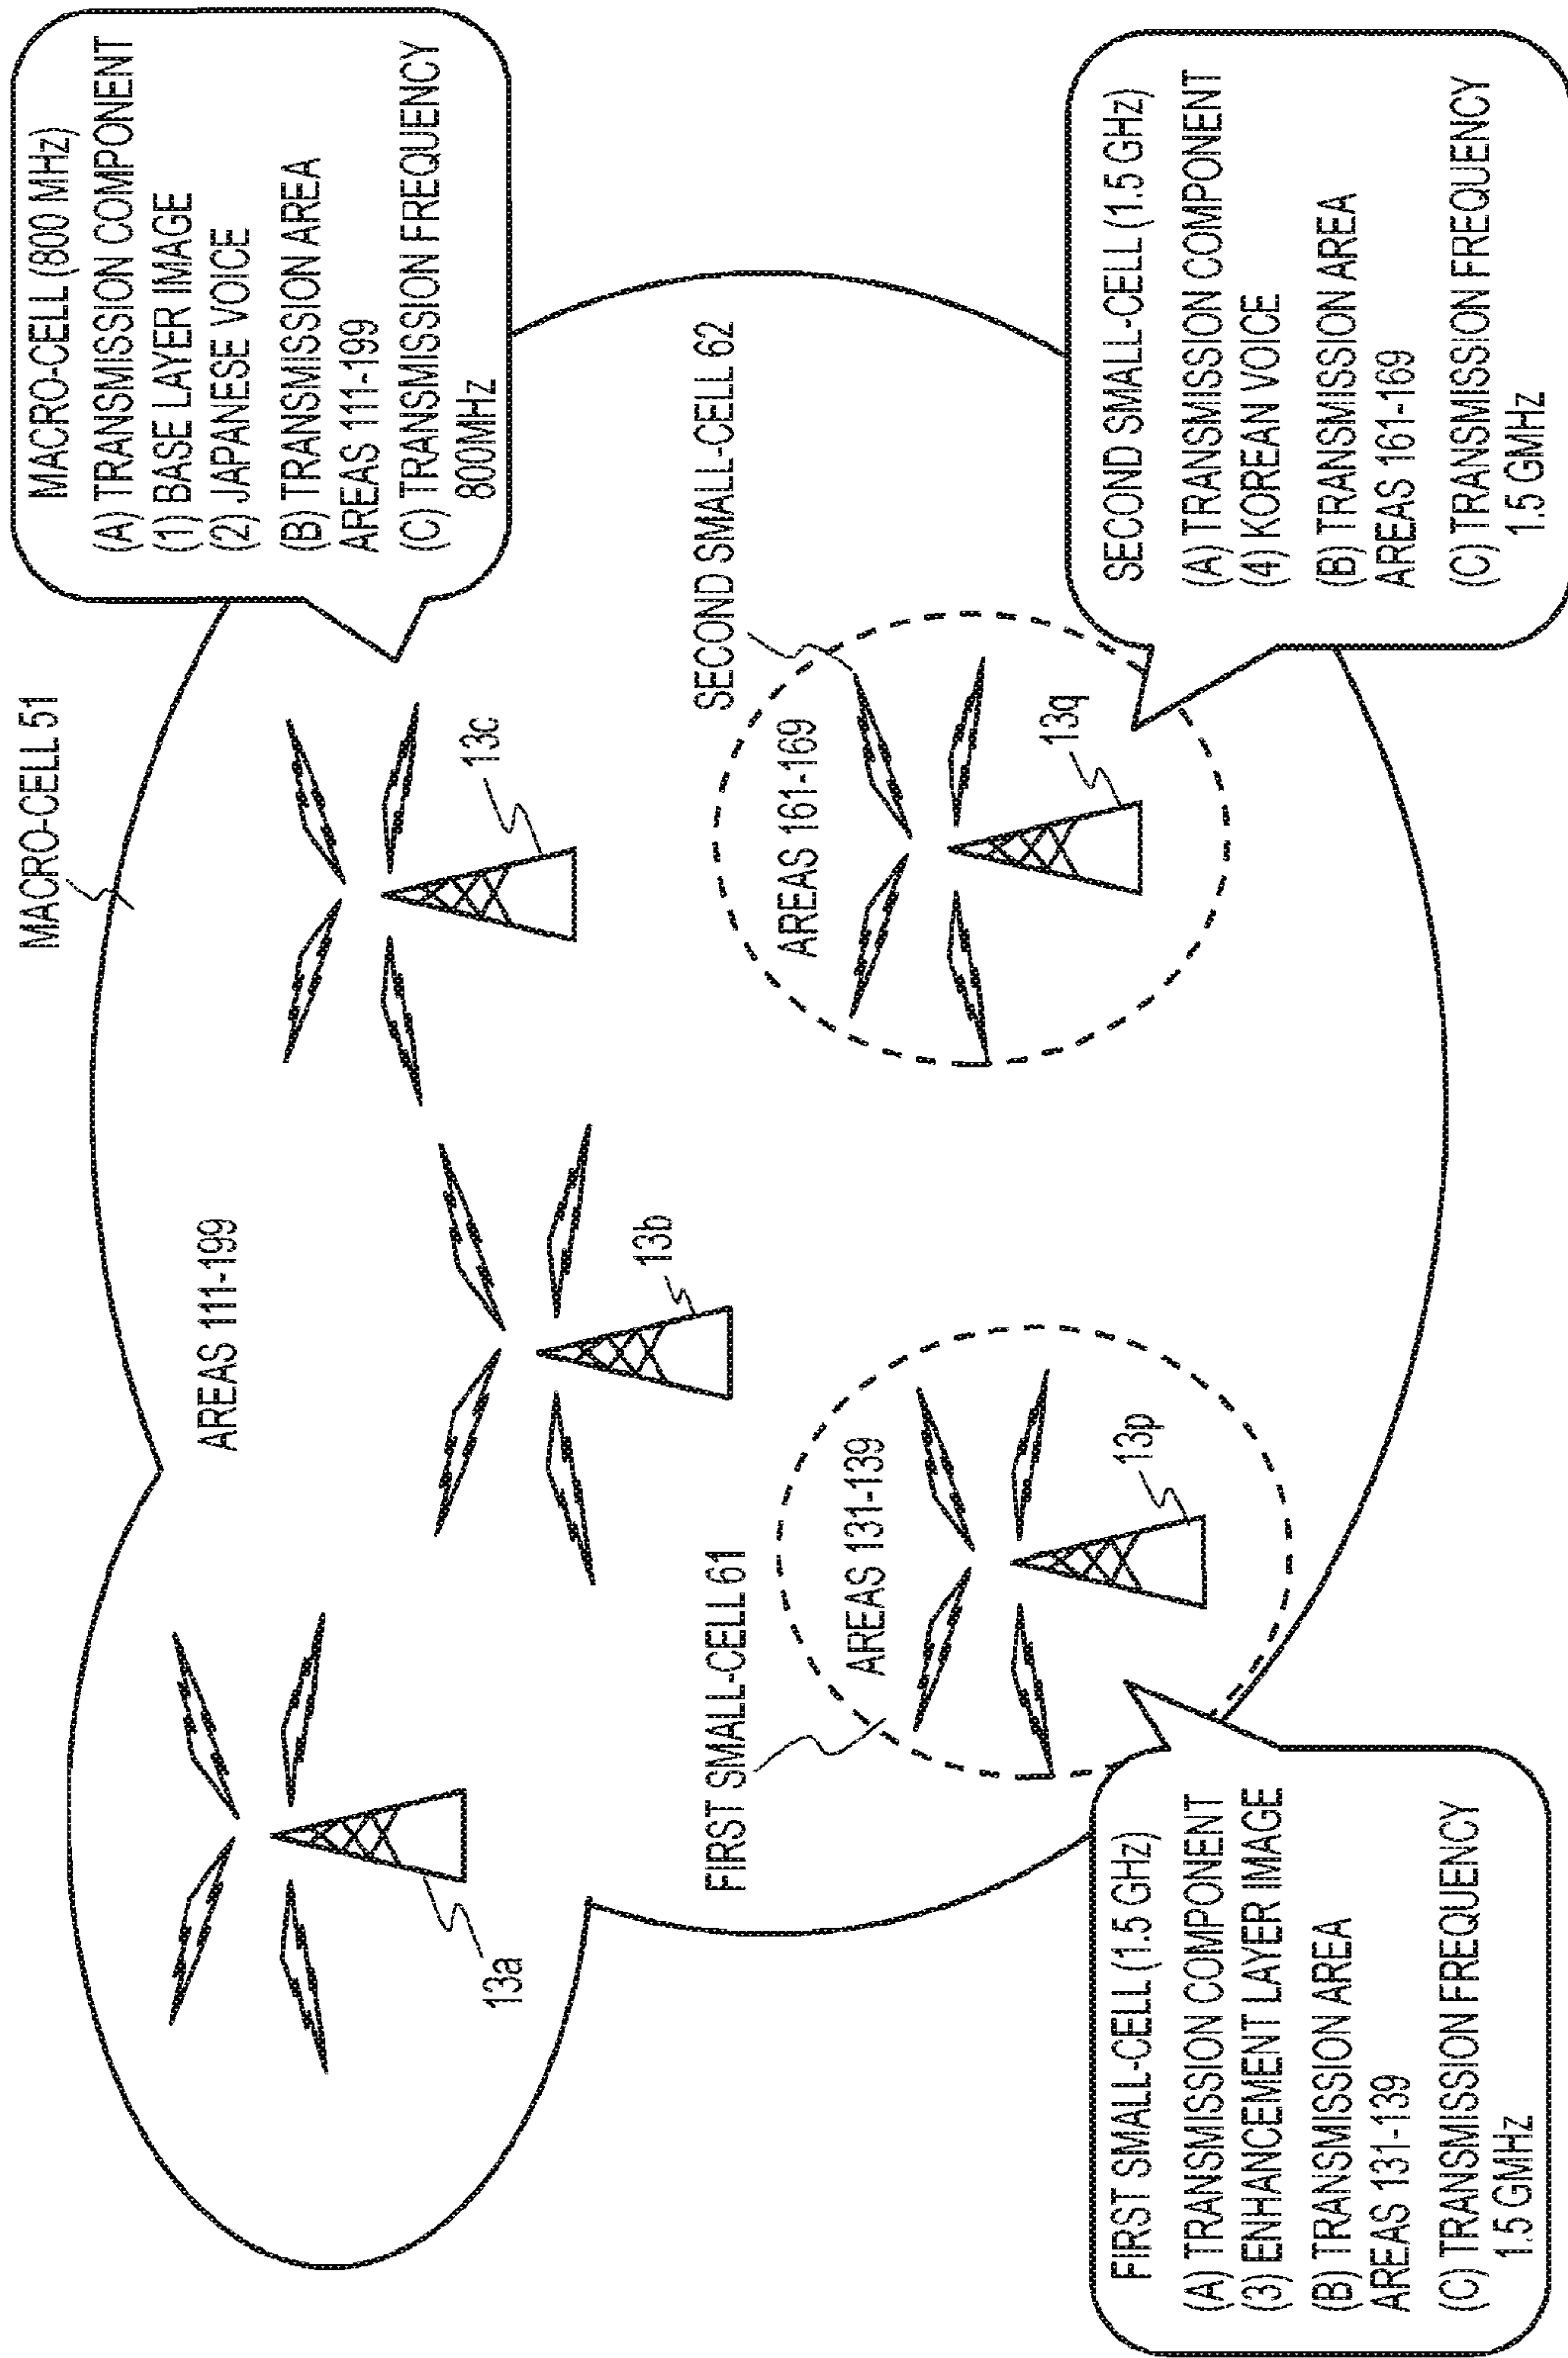 MACRO-CELL 51
MACRO-CELL (800 MHz)
(A) TRANSMISSION COMPONENT
(1) BASE LAYER IMAGE
(2) JAPANESE VOICE
(B) TRANSMISSION AREA
AREAS 111-199
(C) TRANSMISSION FREQUENCY
800MHz
AREAS 111-199
13a
13b
13c
FIRST SMALL-CELL 61
AREAS 131-139
13p
SECOND SMALL-CELL 62
AREAS 161-169
13q
FIRST SMALL-CELL (1.5 GHz)
(A) TRANSMISSION COMPONENT
(3) ENHANCEMENT LAYER IMAGE
(B) TRANSMISSION AREA
AREAS 131-139
(C) TRANSMISSION FREQUENCY
1.5 GMHz
SECOND SMALL-CELL (1.5 GHz)
(A) TRANSMISSION COMPONENT
(4) KOREAN VOICE
(B) TRANSMISSION AREA
AREAS 161-169
(C) TRANSMISSION FREQUENCY
1.5 GMHz